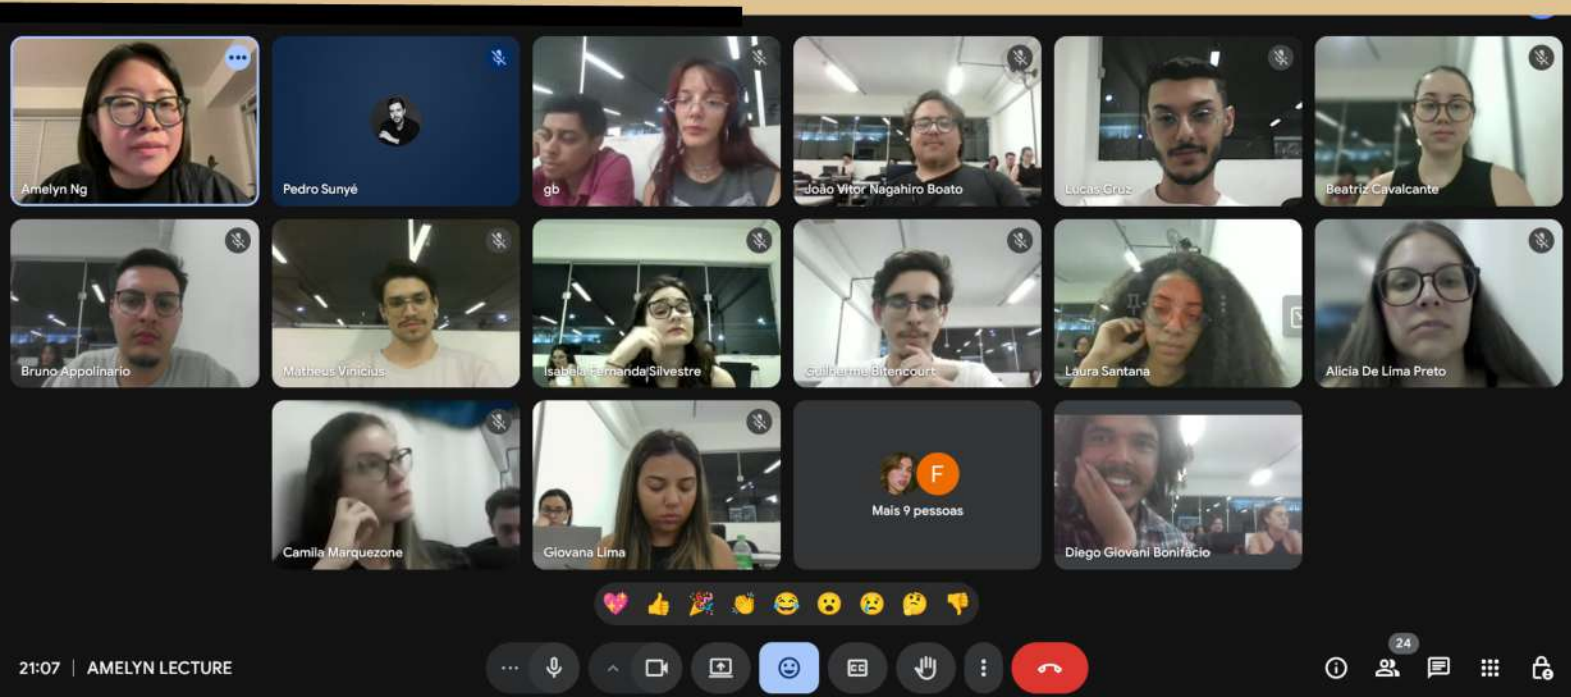 Amelyn Ng
Pedro Sunyé
gb
João Vitor Nagahiro Boato
Lucas Cruz
Beatriz Cavalcante
Bruno Appolinario
Matheus Vinicius
Isabela Fernanda Silvestre
Guilherme Bitencourt
Laura Santana
Alicia De Lima Preto
Camila Marquezone
Giovana Lima
F
Mais 9 pessoas
Diego Giovani Bonifácio
21:07 | AMELYN LECTURE
CC
24